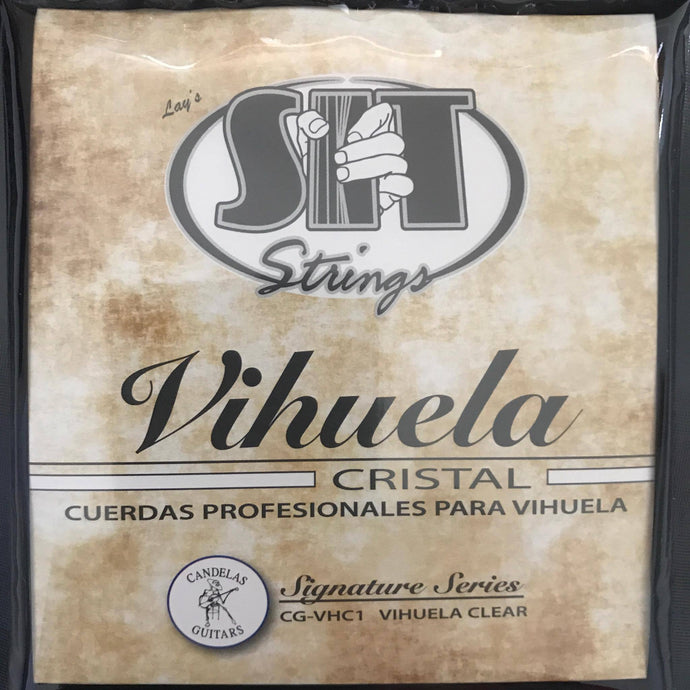 Lay's
SIT
Strings
Vihuela
CRISTAL
CUERDAS PROFESIONALES PARA VIHUELA
CANDELAS
GUITARS
Signature Series
CG-VHC1 VIHUELA CLEAR